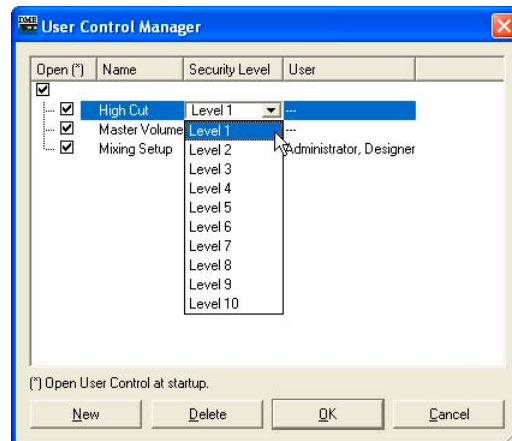 DME
User Control Manager
Open (*) Name Security Level User
High Cut Level 1 ---
Master Volume Level 1 ---
Mixing Setup Level 2 Administrator, Designer
Level 3
Level 4
Level 5
Level 6
Level 7
Level 8
Level 9
Level 10
(*) Open User Control at startup.
New Delete OK Cancel